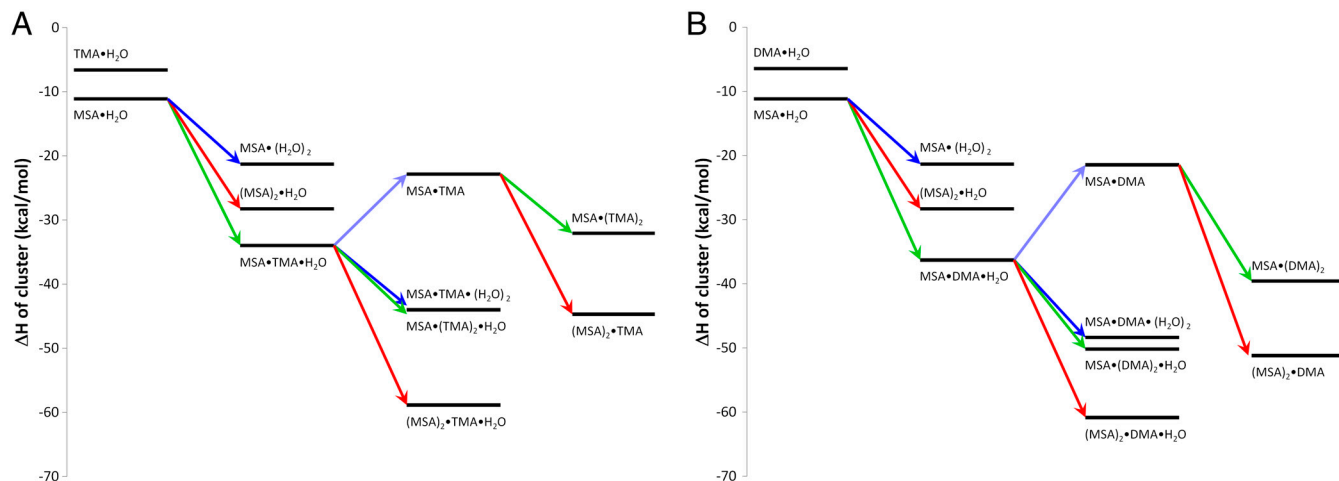 A
ΔH of cluster (kcal/mol)
0
-10
-20
-30
-40
-50
-60
-70
TMA•H₂O
MSA•H₂O
MSA•(H₂O)₂
(MSA)₂•H₂O
MSA•TMA•H₂O
MSA•TMA
MSA•TMA•(H₂O)₂
MSA•(TMA)₂•H₂O
(MSA)₂•TMA•H₂O
MSA•(TMA)₂
(MSA)₂•TMA
B
ΔH of cluster (kcal/mol)
0
-10
-20
-30
-40
-50
-60
-70
DMA•H₂O
MSA•H₂O
MSA•(H₂O)₂
(MSA)₂•H₂O
MSA•DMA•H₂O
MSA•DMA
MSA•DMA•(H₂O)₂
MSA•(DMA)₂•H₂O
(MSA)₂•DMA•H₂O
MSA•(DMA)₂
(MSA)₂•DMA